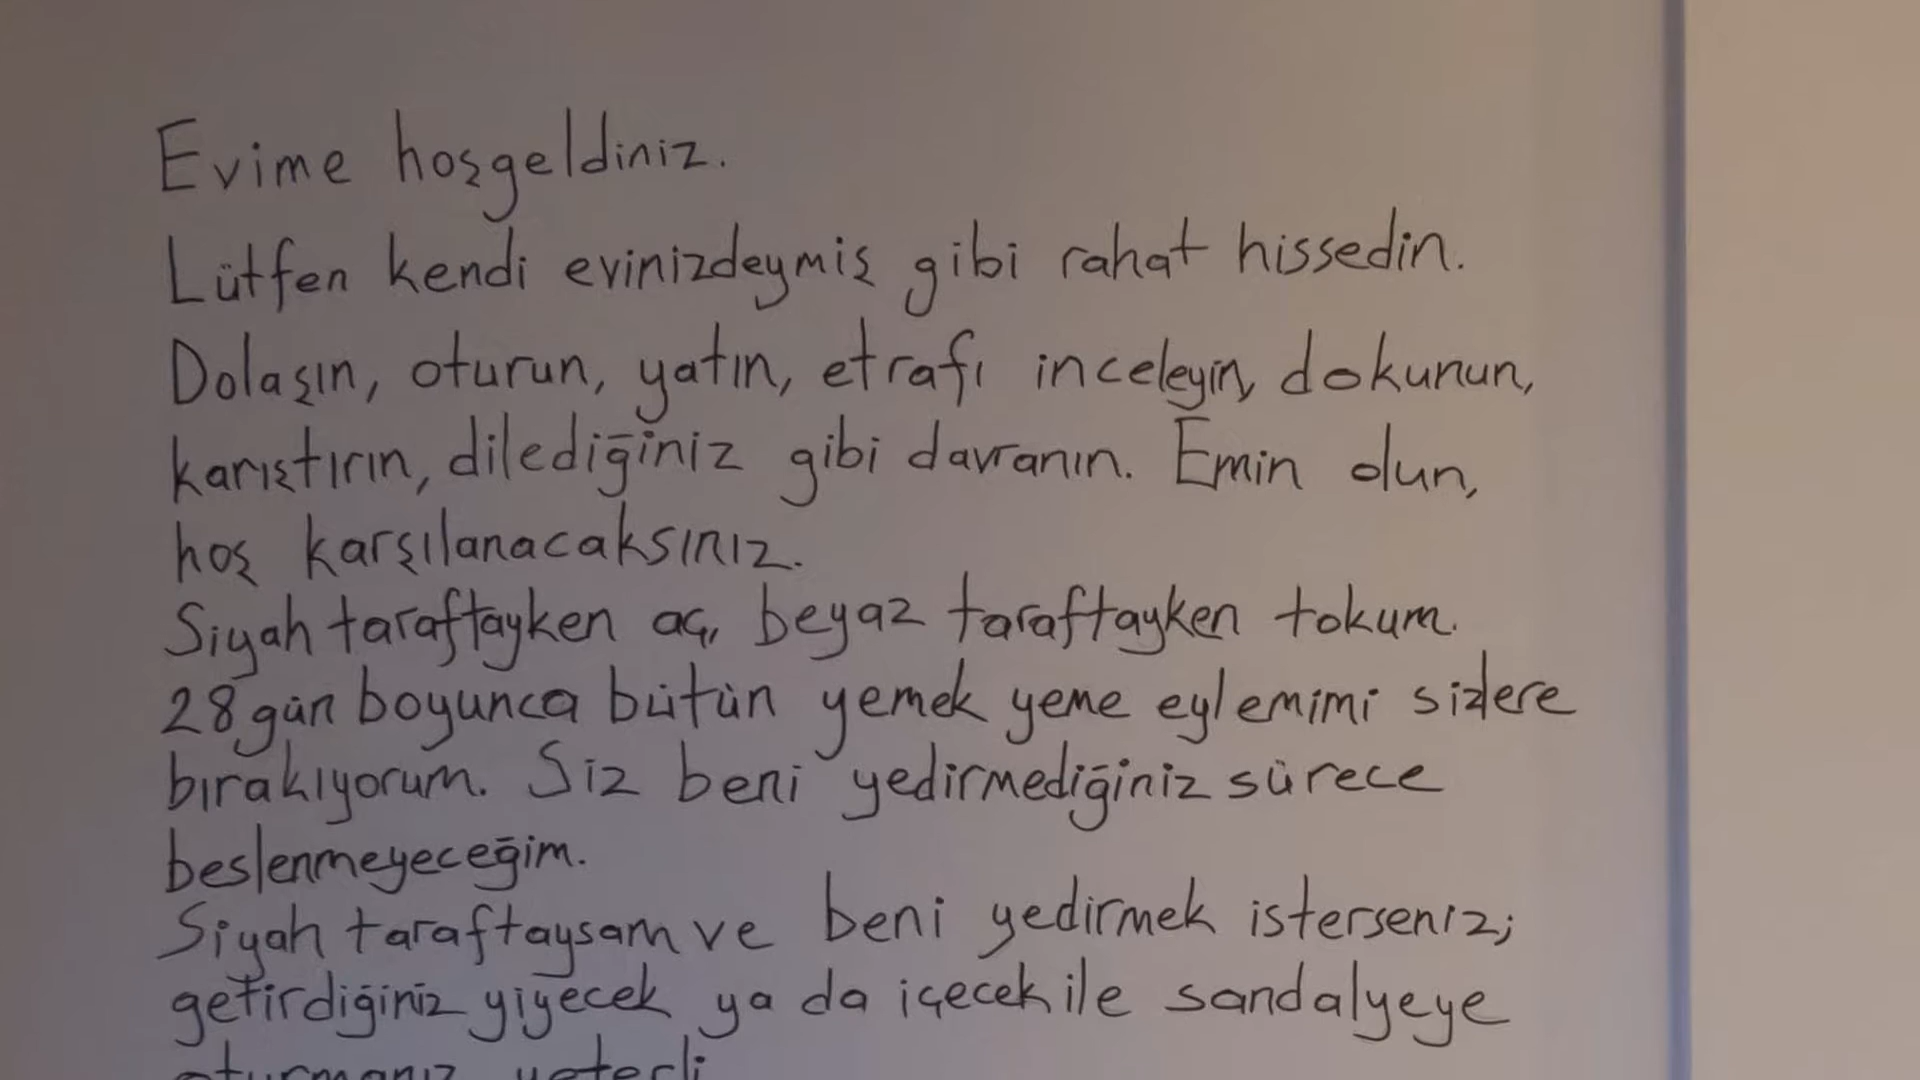 Evime hoşgeldiniz.
Lütfen kendi evinizdeymiş gibi rahat hissedin.
Dolaşın, oturun, yatın, etrafı inceleyin, dokunun,
karıştırın, dilediğiniz gibi davranın. Emin olun,
hoş karşılanacaksınız.
Siyah taraftayken aç, beyaz taraftayken tokum.
28 gün boyunca bütün yemek yeme eylemimi sizlere
bırakıyorum. Siz beni yedirmediğiniz sürece
beslenmeyeceğim.
Siyah taraftaysam ve beni yedirmek isterseniz;
getirdiğiniz yiyecek ya da içecek ile sandalyeye
oturmanız yeterli